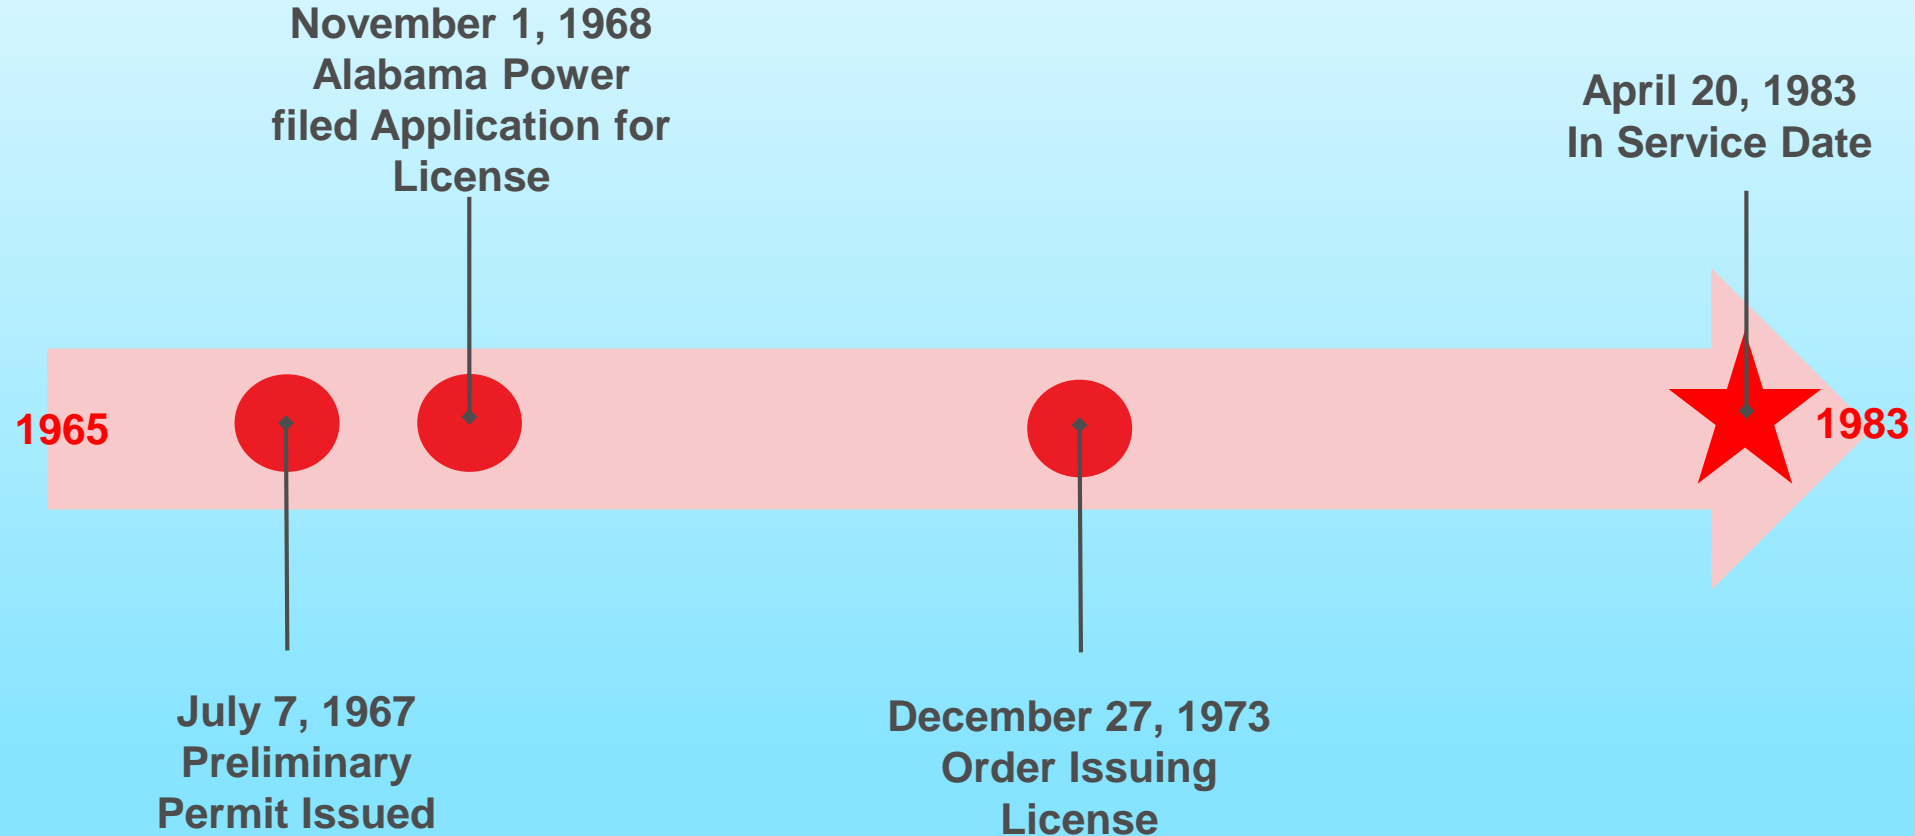 November 1, 1968
Alabama Power
filed Application for
License
April 20, 1983
In Service Date
1965
1983
July 7, 1967
Preliminary
Permit Issued
December 27, 1973
Order Issuing
License